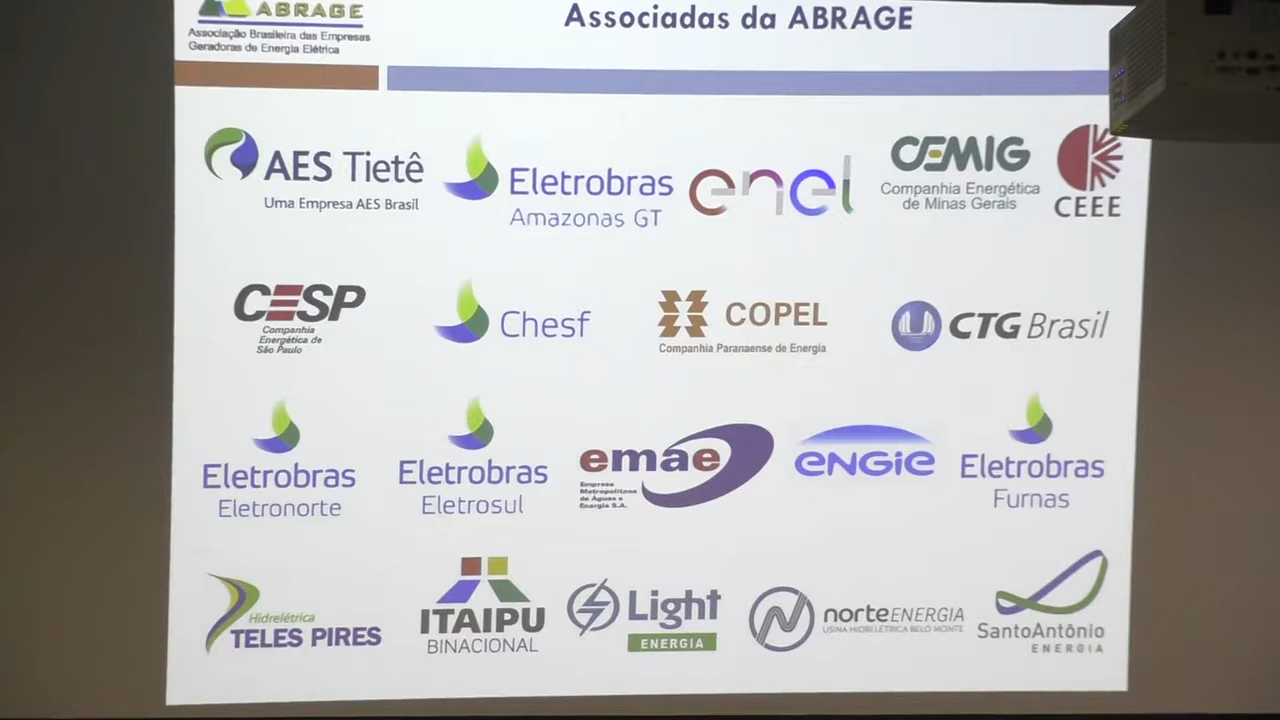 ABRAGE
Associação Brasileira das Empresas
Geradoras de Energia Elétrica
Associadas da ABRAGE
AES Tietê
Uma Empresa AES Brasil
Eletrobras
Amazonas GT
enel
CEMIG
Companhia Energética
de Minas Gerais
CEEE
CESP
Companhia
Energética de
São Paulo
Chesf
COPEL
Companhia Paranaense de Energia
CTG Brasil
Eletrobras
Eletronorte
Eletrobras
Eletrosul
emae
Empresa
Metropolitana
de Águas e
Energia S.A.
ENGIE
Eletrobras
Furnas
Hidrelétrica
TELES PIRES
ITAIPU
BINACIONAL
Light
ENERGIA
norteENERGIA
USINA HIDRELÉTRICA BELO MONTE
SantoAntônio
ENERGIA